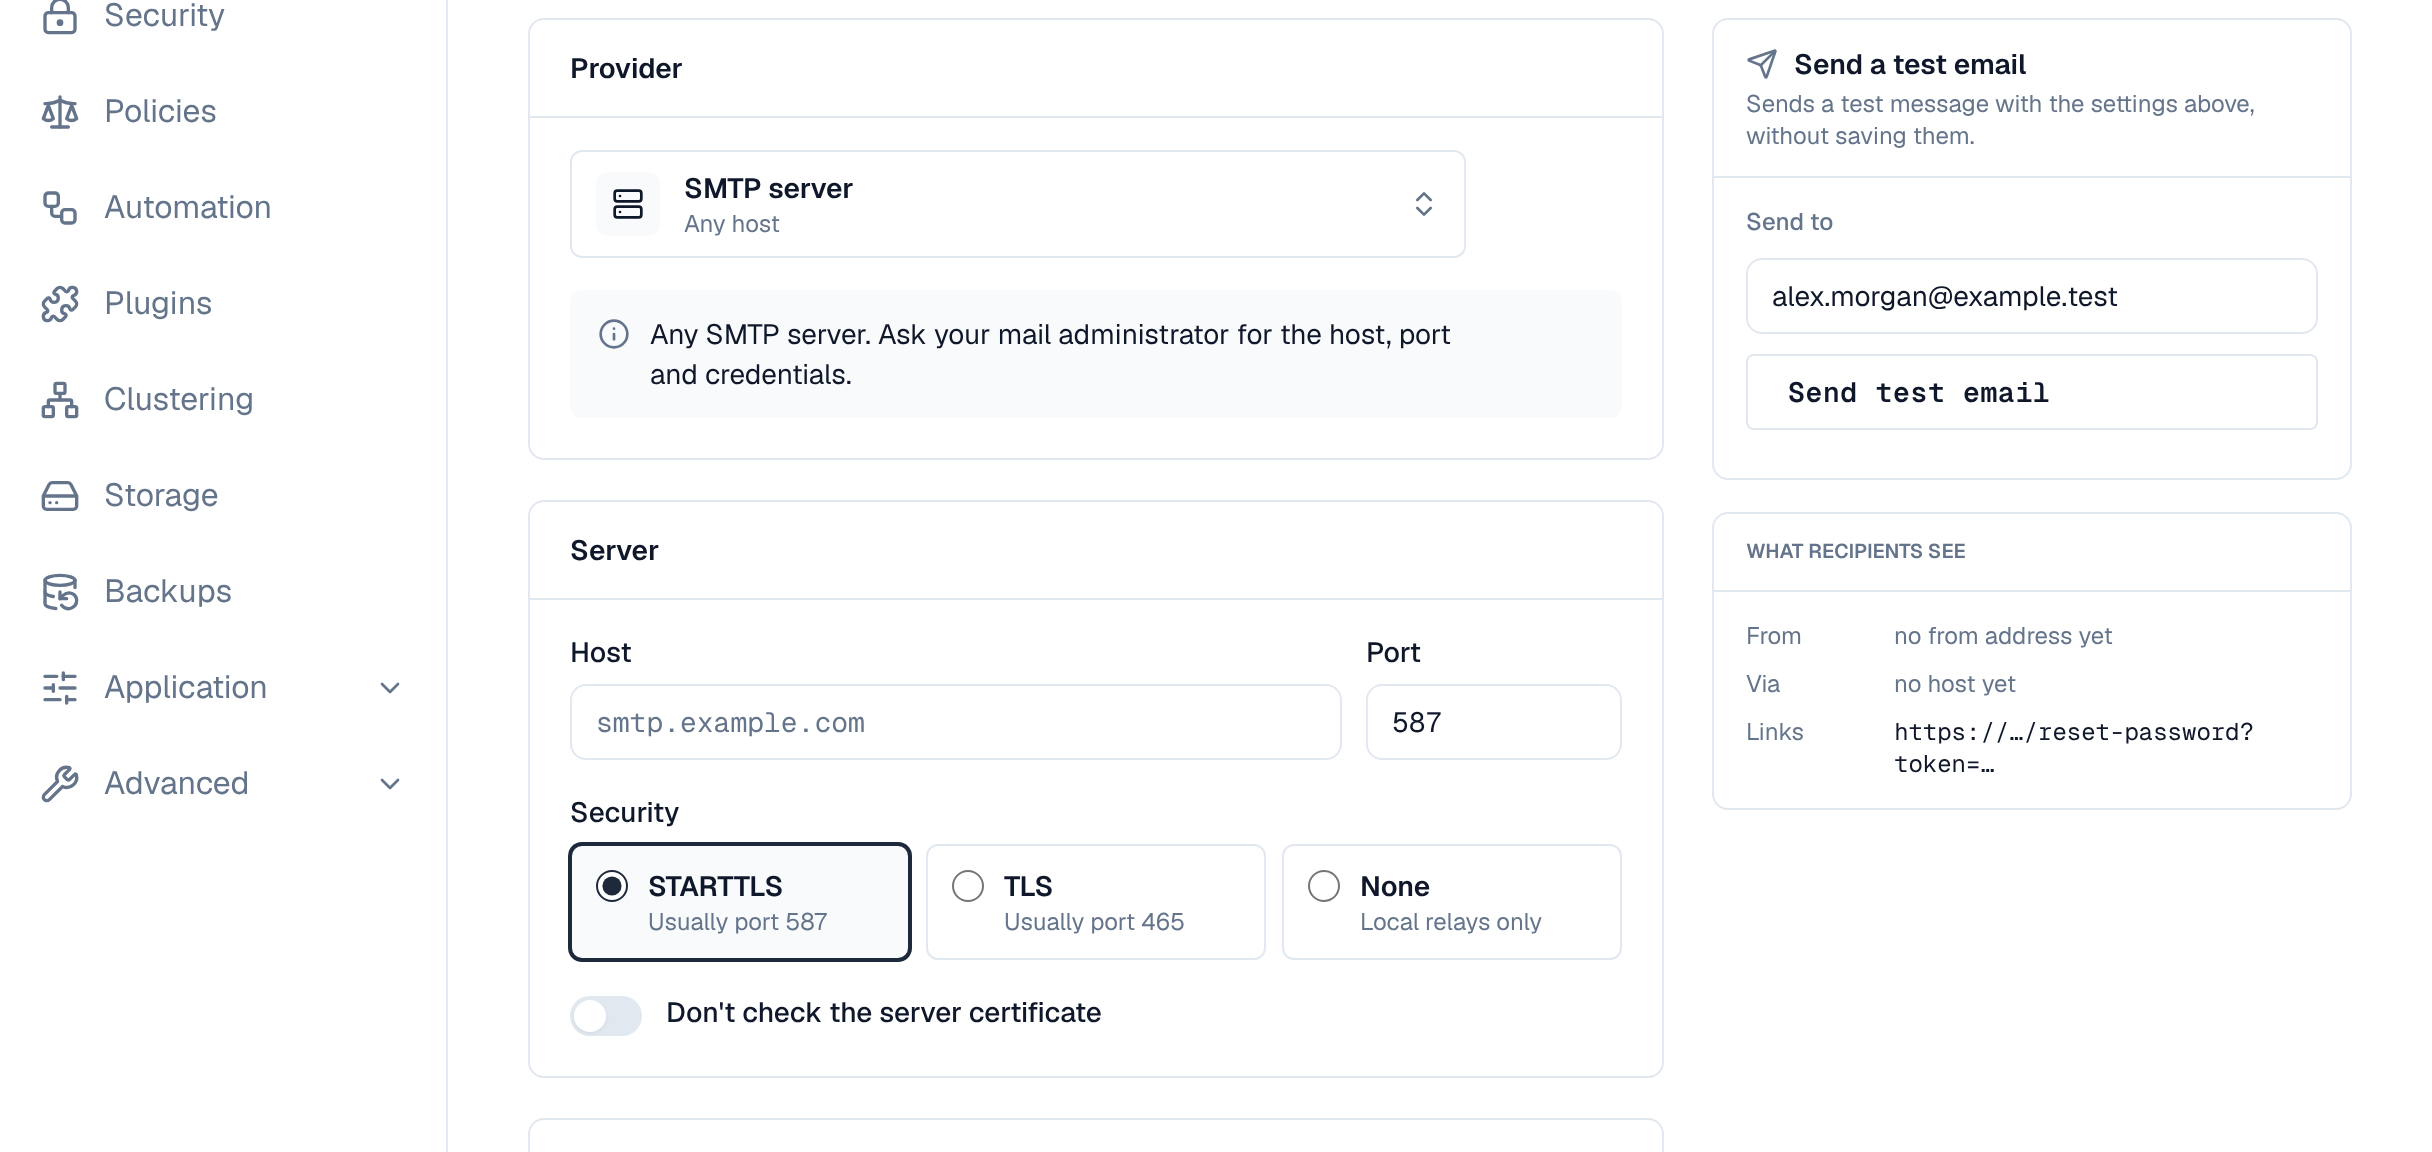 Security
Policies
Automation
Plugins
Clustering
Storage
Backups
Application
Advanced
Provider
SMTP server
Any host
Any SMTP server. Ask your mail administrator for the host, port
and credentials.
Server
Host
Port
smtp.example.com
587
Security
STARTTLS
Usually port 587
TLS
Usually port 465
None
Local relays only
Don't check the server certificate
Send a test email
Sends a test message with the settings above,
without saving them.
Send to
alex.morgan@example.test
Send test email
WHAT RECIPIENTS SEE
From no from address yet
Via no host yet
Links https://…/reset-password?
token=…